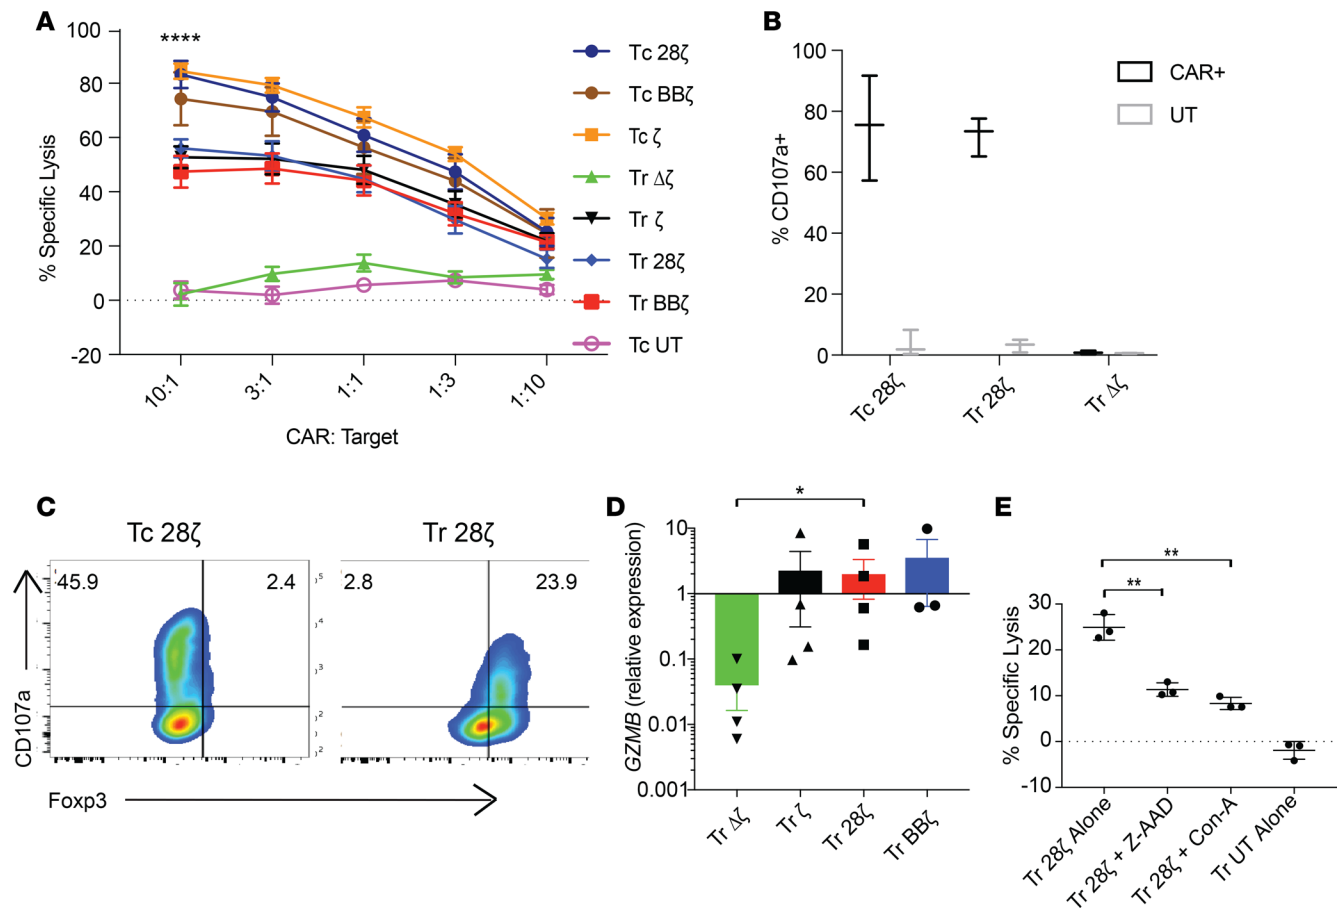 A
100
80
60
40
20
0
-20
% Specific Lysis
****
10:1
3:1
1:1
1:3
1:10
CAR: Target
Tc 28ζ
Tc BBζ
Tc ζ
Tr Δζ
Tr ζ
Tr 28ζ
Tr BBζ
Tc UT
B
100
80
60
40
20
0
% CD107a+
CAR+
UT
Tc 28ζ
Tr 28ζ
Tr Δζ
C
Tc 28ζ
Tr 28ζ
45.9
2.4
2.8
23.9
CD107a
Foxp3
D
*
10
1
0.1
0.01
0.001
GZMB (relative expression)
Tr Δζ
Tr ζ
Tr 28ζ
Tr BBζ
E
**
**
30
20
10
0
-10
% Specific Lysis
Tr 28ζ Alone
Tr 28ζ + Z-AAD
Tr 28ζ + Con-A
Tr UT Alone